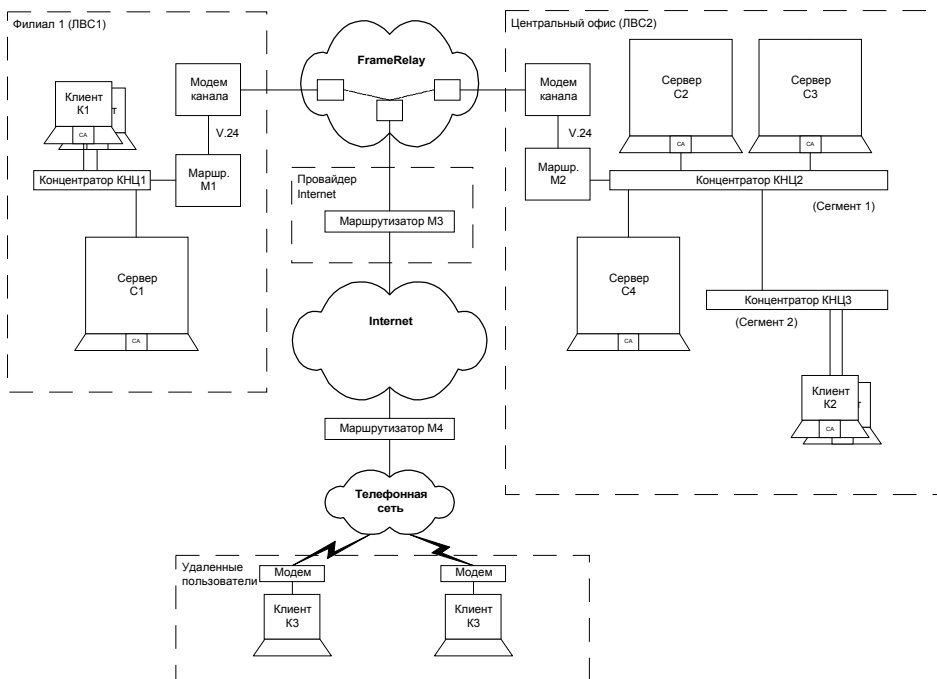 Филиал 1 (ЛВС1)
Клиент
К1
т
СА
Концентратор КНЦ1
Модем
канала
V.24
Маршр.
М1
Сервер
С1
СА
FrameRelay
Провайдер
Internet
Маршрутизатор М3
Internet
Маршрутизатор М4
Телефонная
сеть
Центральный офис (ЛВС2)
Модем
канала
V.24
Маршр.
М2
Сервер
С2
СА
Сервер
С3
СА
Концентратор КНЦ2
(Сегмент 1)
Сервер
С4
СА
Концентратор КНЦ3
(Сегмент 2)
Клиент
К2
т
СА
Удаленные
пользователи
Модем
Клиент
К3
Модем
Клиент
К3